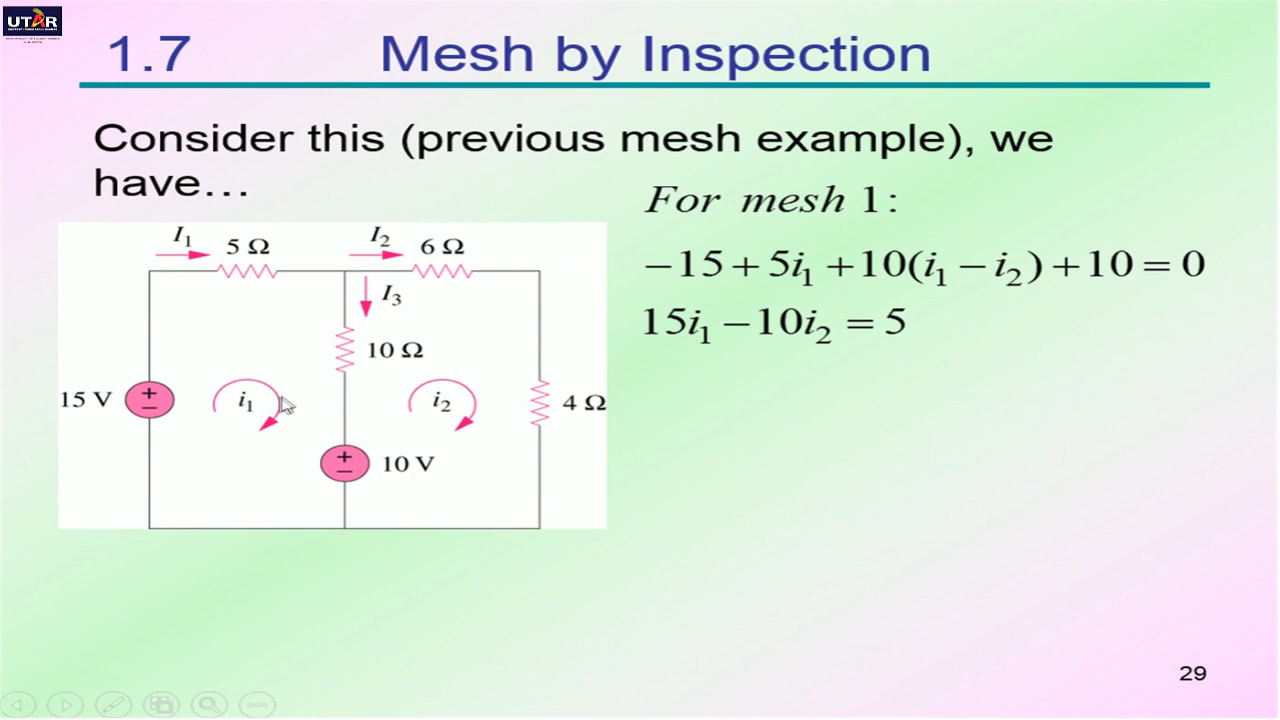 UTAR
1.7 Mesh by Inspection
Consider this (previous mesh example), we
have…
For mesh 1:
−15 + 5i₁ + 10(i₁ − i₂) + 10 = 0
15i₁ − 10i₂ = 5
I₁ 5 Ω I₂ 6 Ω
I₃
10 Ω
15 V + − i₁ i₂ 4 Ω
+ − 10 V
29